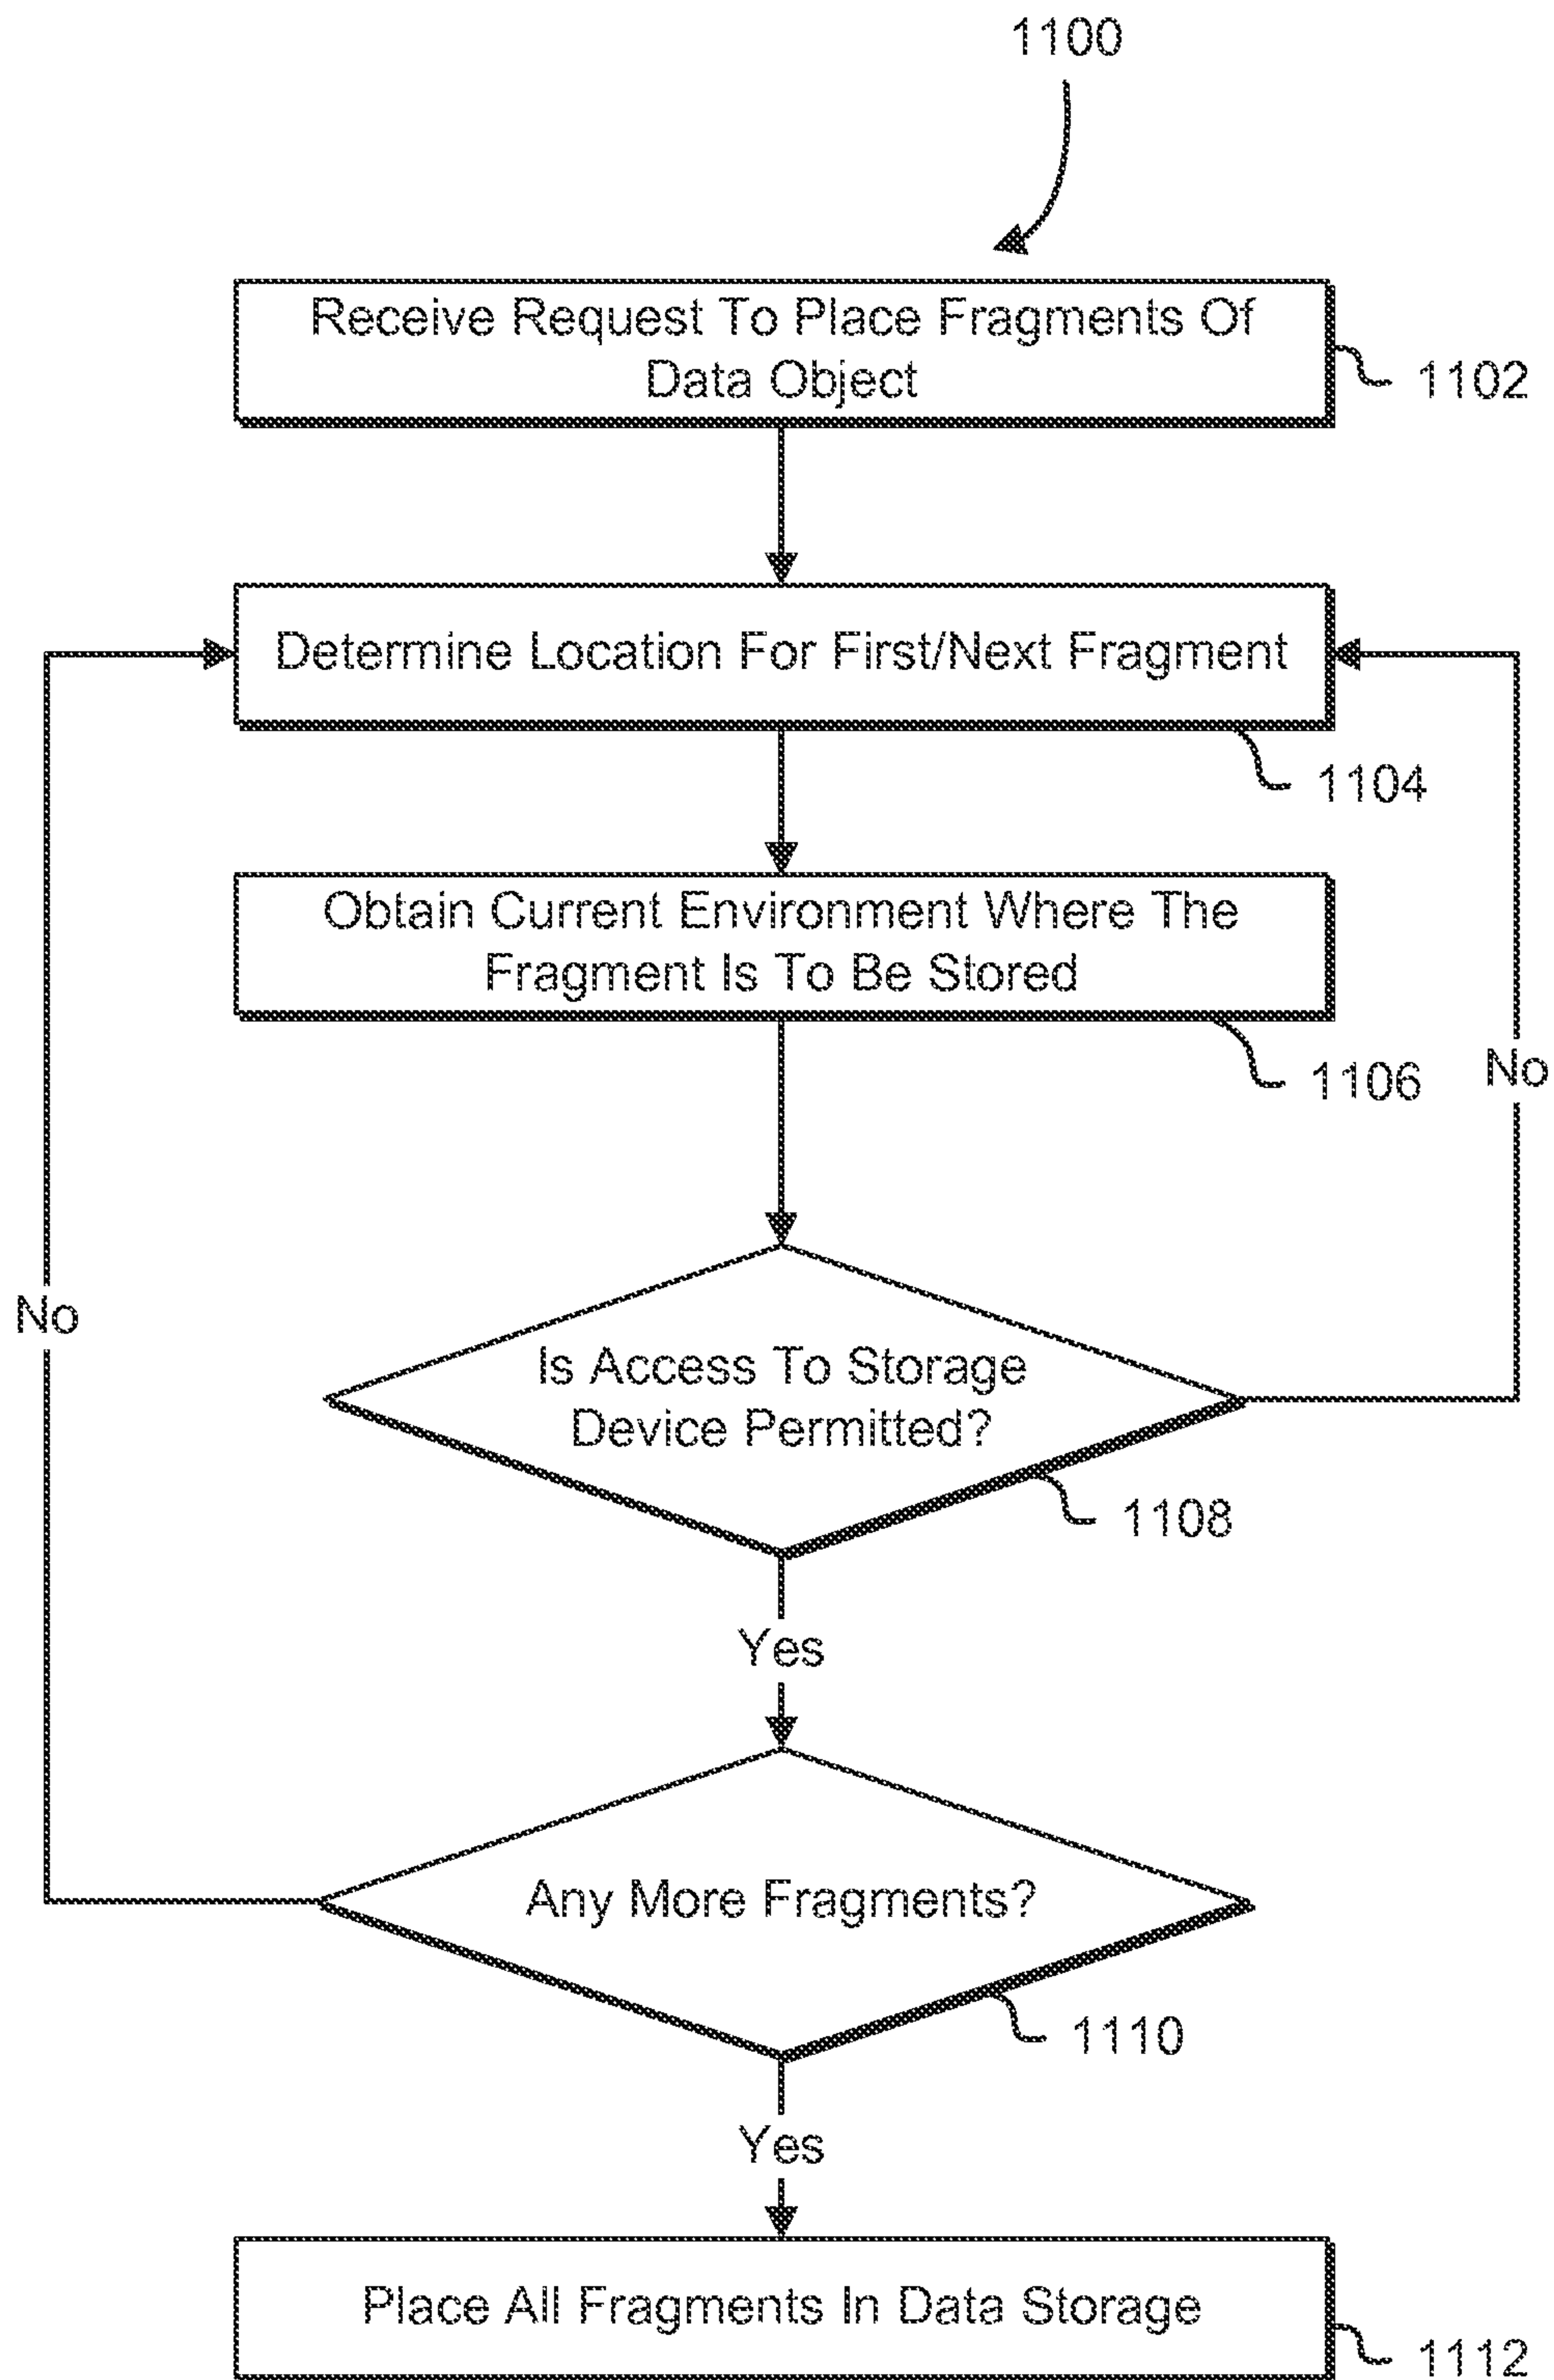 1100
Receive Request To Place Fragments Of
Data Object
1102
Determine Location For First/Next Fragment
1104
Obtain Current Environment Where The
Fragment Is To Be Stored
1106
No
No
Is Access To Storage
Device Permitted?
1108
Yes
Any More Fragments?
1110
Yes
Place All Fragments In Data Storage
1112